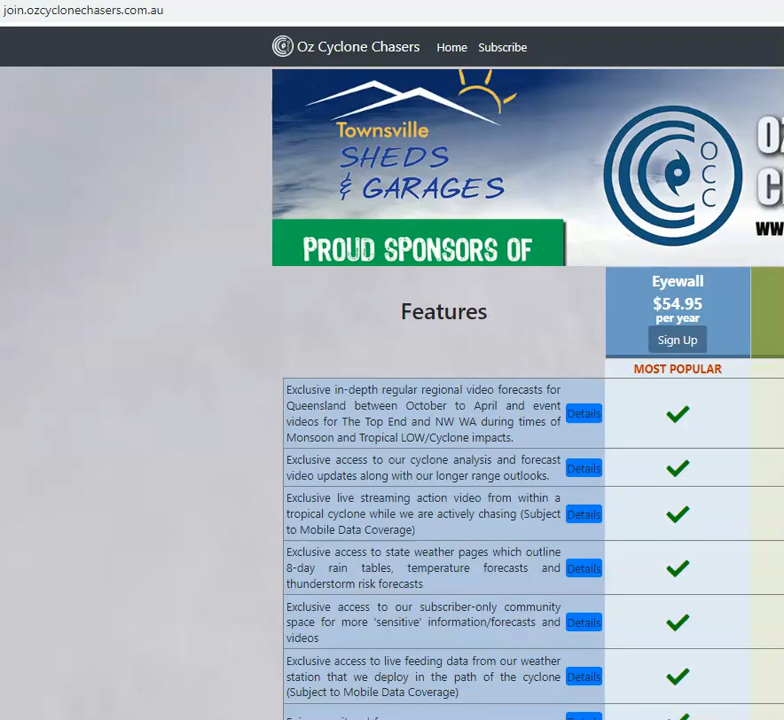 join.ozcyclonechasers.com.au
Oz Cyclone Chasers Home Subscribe
Townsville
SHEDS
& GARAGES
PROUD SPONSORS OF
O
C
C
Eyewall
$54.95
per year
Sign Up
Features
MOST POPULAR
Exclusive in-depth regular regional video forecasts for
Queensland between October to April and event
videos for The Top End and NW WA during times of
Monsoon and Tropical LOW/Cyclone impacts.
Details
Exclusive access to our cyclone analysis and forecast
video updates along with our longer range outlooks.
Details
Exclusive live streaming action video from within a
tropical cyclone while we are actively chasing (Subject
to Mobile Data Coverage)
Details
Exclusive access to state weather pages which outline
8-day rain tables, temperature forecasts and
thunderstorm risk forecasts
Details
Exclusive access to our subscriber-only community
space for more 'sensitive' information/forecasts and
videos
Details
Exclusive access to live feeding data from our weather
station that we deploy in the path of the cyclone
(Subject to Mobile Data Coverage)
Details